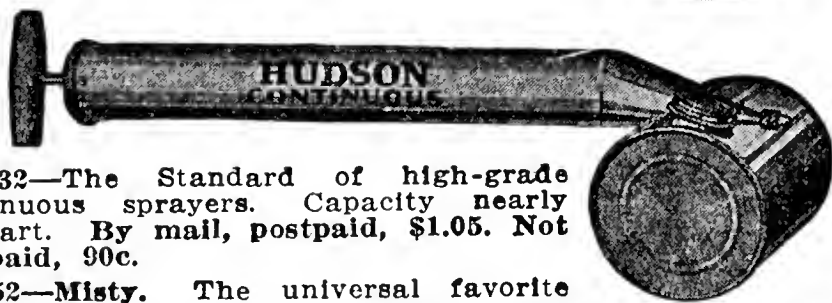 HUDSON
CONTINUOUS
32—The Standard of high-grade
nuous sprayers. Capacity nearly
art. By mail, postpaid, $1.05. Not
paid, 90c.
52—Misty. The universal favorite